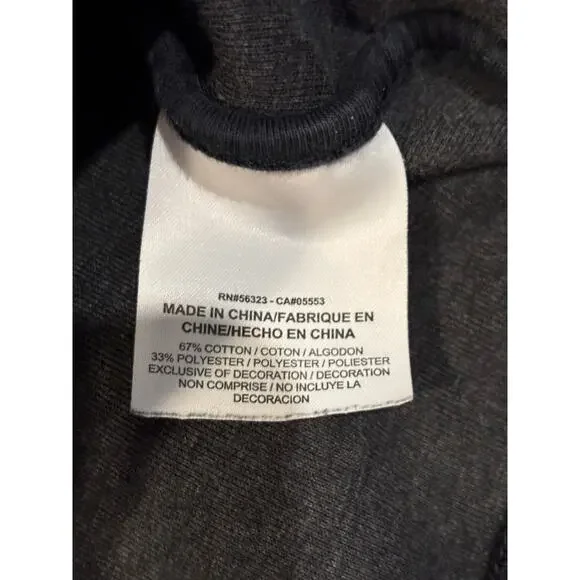 RN#56323 - CA#05553
MADE IN CHINA/FABRIQUE EN
CHINE/HECHO EN CHINA
67% COTTON / COTON / ALGODON
33% POLYESTER / POLYESTER / POLIESTER
EXCLUSIVE OF DECORATION / DECORATION
NON COMPRISE / NO INCLUYE LA
DECORACION